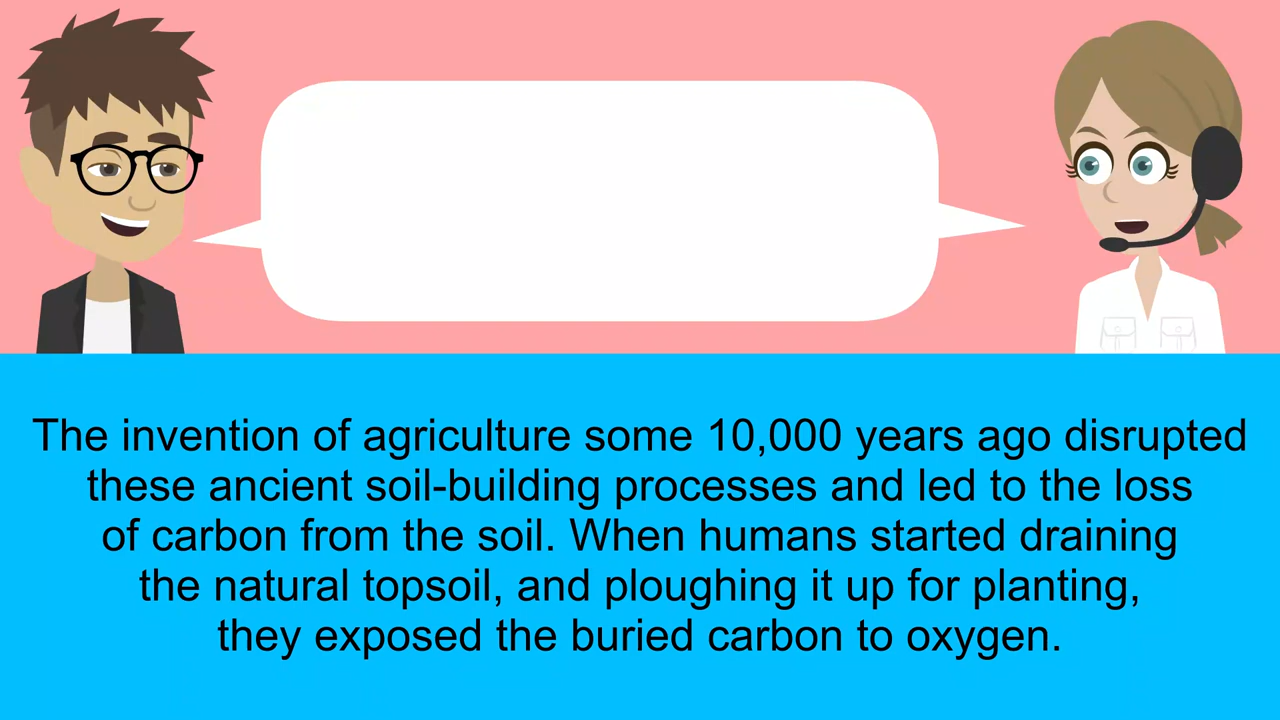 The invention of agriculture some 10,000 years ago disrupted
these ancient soil-building processes and led to the loss
of carbon from the soil. When humans started draining
the natural topsoil, and ploughing it up for planting,
they exposed the buried carbon to oxygen.